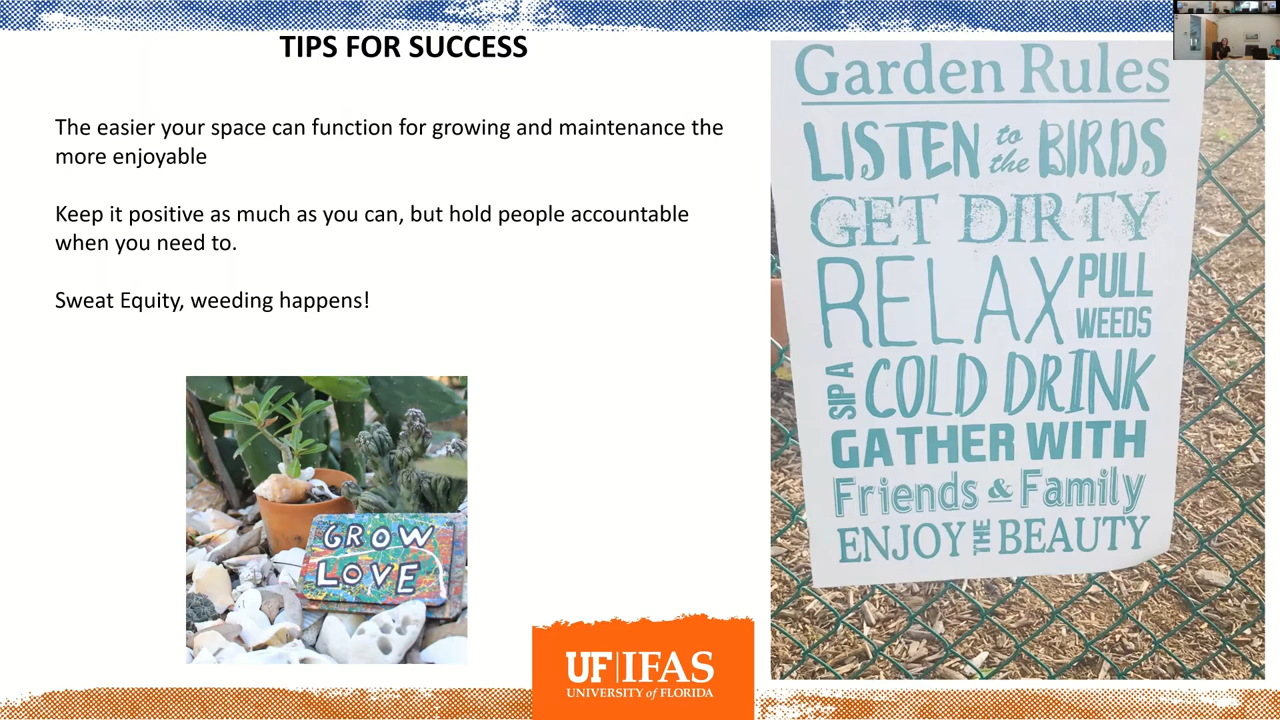 TIPS FOR SUCCESS
The easier your space can function for growing and maintenance the
more enjoyable
Keep it positive as much as you can, but hold people accountable
when you need to.
Sweat Equity, weeding happens!
GROW
LOVE
UF|IFAS
UNIVERSITY of FLORIDA
Garden Rules
LISTEN to the BIRDS
GET DIRTY
RELAX PULL WEEDS
SIP A COLD DRINK
GATHER WITH
Friends & Family
ENJOY THE BEAUTY